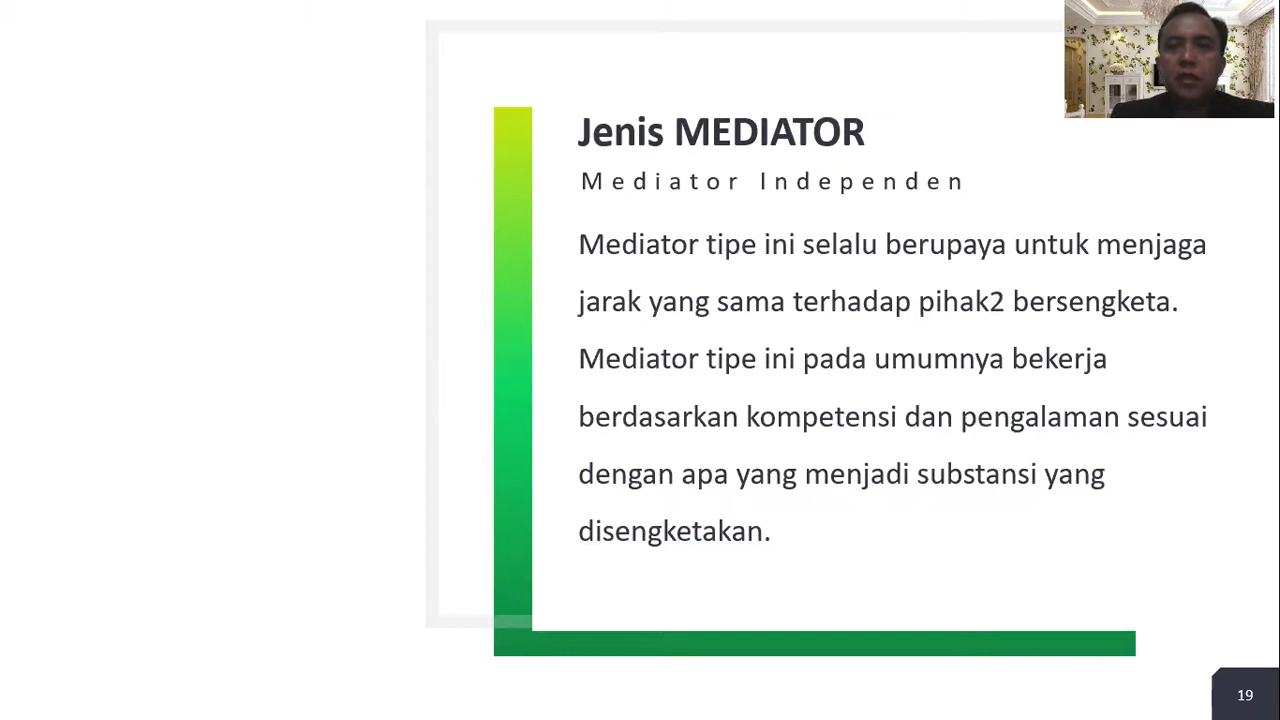 Jenis MEDIATOR
Mediator Independen
Mediator tipe ini selalu berupaya untuk menjaga
jarak yang sama terhadap pihak2 bersengketa.
Mediator tipe ini pada umumnya bekerja
berdasarkan kompetensi dan pengalaman sesuai
dengan apa yang menjadi substansi yang
disengketakan.
19